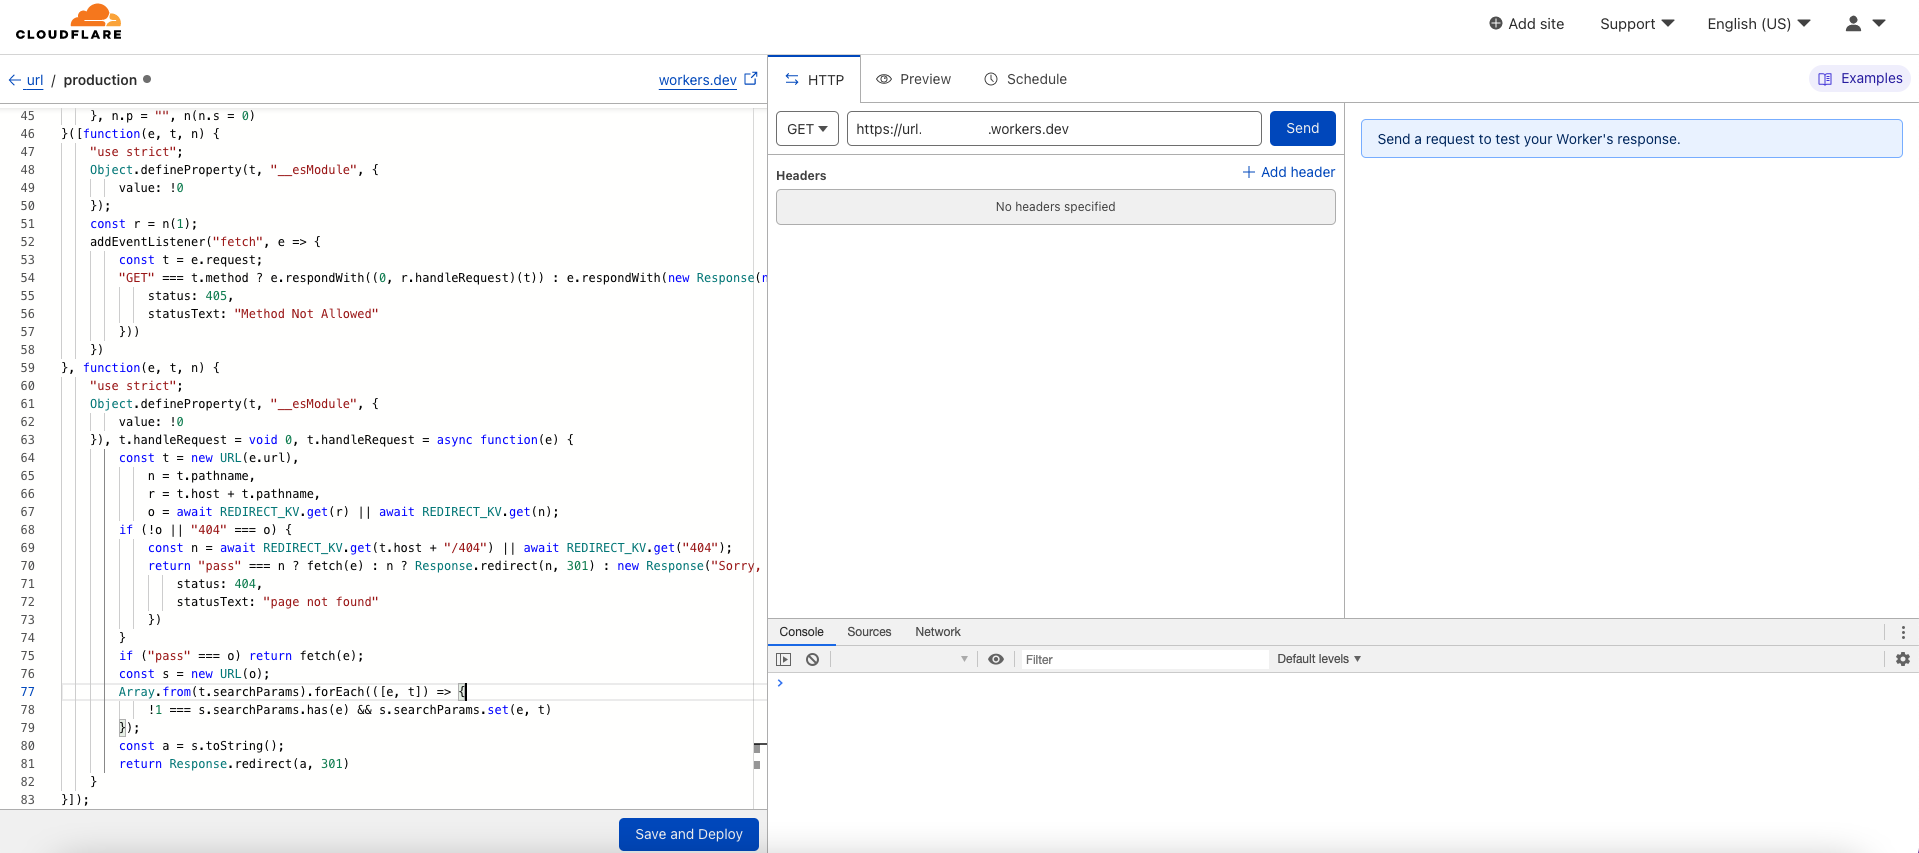 CLOUDFLARE
Add site
Support
English (US)
url / production
workers.dev
HTTP
Preview
Schedule
Examples
45 }, n.p = "", n(n.s = 0)
46 }([function(e, t, n) {
47 "use strict";
48 Object.defineProperty(t, "__esModule", {
49 value: !0
50 });
51 const r = n(1);
52 addEventListener("fetch", e => {
53 const t = e.request;
54 "GET" === t.method ? e.respondWith((0, r.handleRequest)(t)) : e.respondWith(new Response(n
55 status: 405,
56 statusText: "Method Not Allowed"
57 }))
58 })
59 }, function(e, t, n) {
60 "use strict";
61 Object.defineProperty(t, "__esModule", {
62 value: !0
63 }), t.handleRequest = void 0, t.handleRequest = async function(e) {
64 const t = new URL(e.url),
65 n = t.pathname,
66 r = t.host + t.pathname,
67 o = await REDIRECT_KV.get(r) || await REDIRECT_KV.get(n);
68 if (!o || "404" === o) {
69 const n = await REDIRECT_KV.get(t.host + "/404") || await REDIRECT_KV.get("404");
70 return "pass" === n ? fetch(e) : n ? Response.redirect(n, 301) : new Response("Sorry,
71 status: 404,
72 statusText: "page not found"
73 })
74 }
75 if ("pass" === o) return fetch(e);
76 const s = new URL(o);
77 Array.from(t.searchParams).forEach(([e, t]) => {
78 !1 === s.searchParams.has(e) && s.searchParams.set(e, t)
79 });
80 const a = s.toString();
81 return Response.redirect(a, 301)
82 }
83 }]);
Save and Deploy
GET
https://url. .workers.dev
Send
Headers
Add header
No headers specified
Send a request to test your Worker's response.
Console
Sources
Network
Filter
Default levels